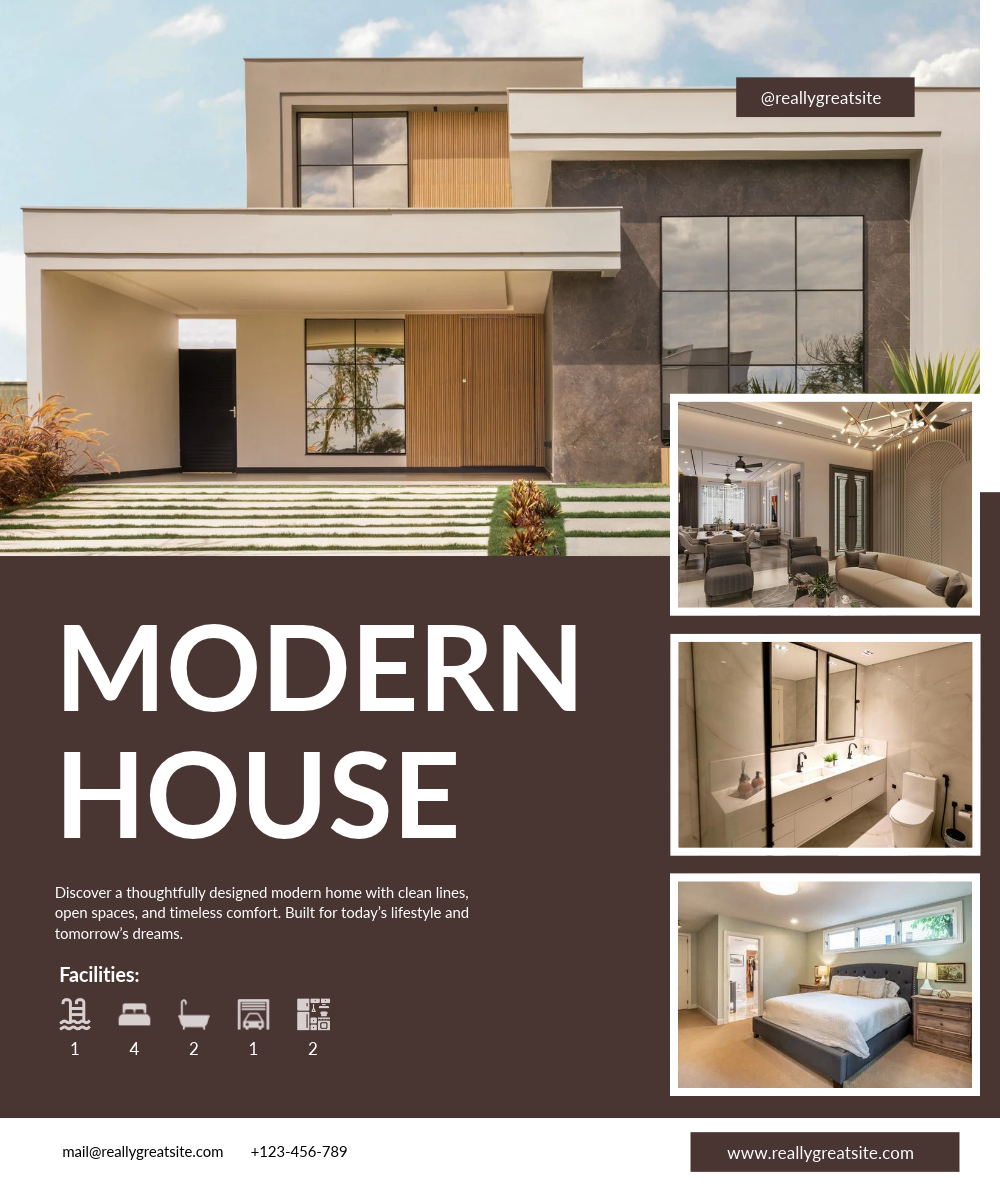 @reallygreatsite
MODERN
HOUSE
Discover a thoughtfully designed modern home with clean lines,
open spaces, and timeless comfort. Built for today’s lifestyle and
tomorrow’s dreams.
Facilities:
1 4 2 1 2
mail@reallygreatsite.com +123-456-789
www.reallygreatsite.com